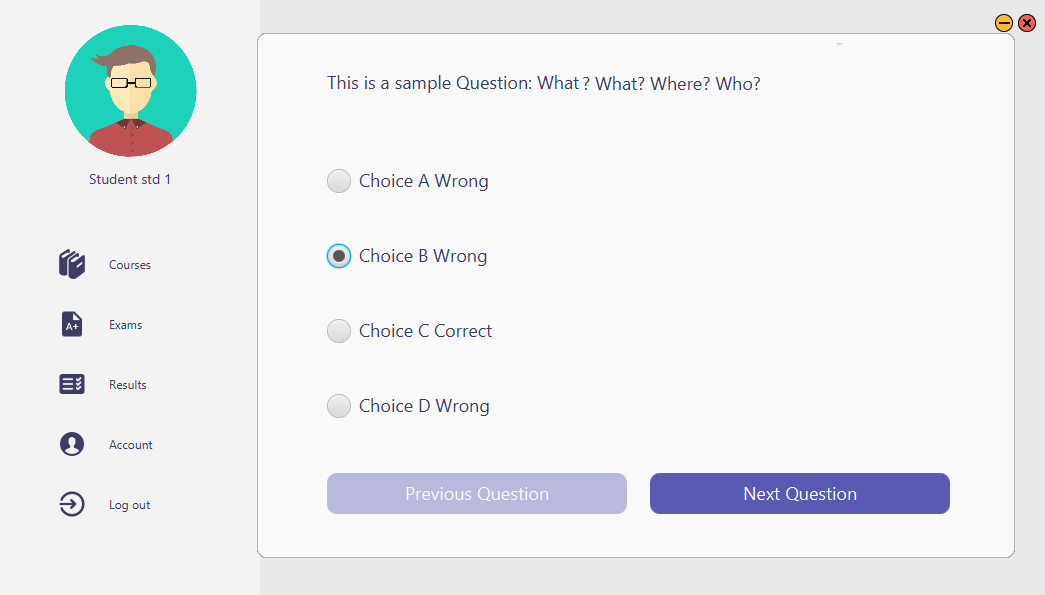 Student std 1
Courses
A+
Exams
Results
Account
Log out
This is a sample Question: What ? What? Where? Who?
Choice A Wrong
Choice B Wrong
Choice C Correct
Choice D Wrong
Previous Question
Next Question